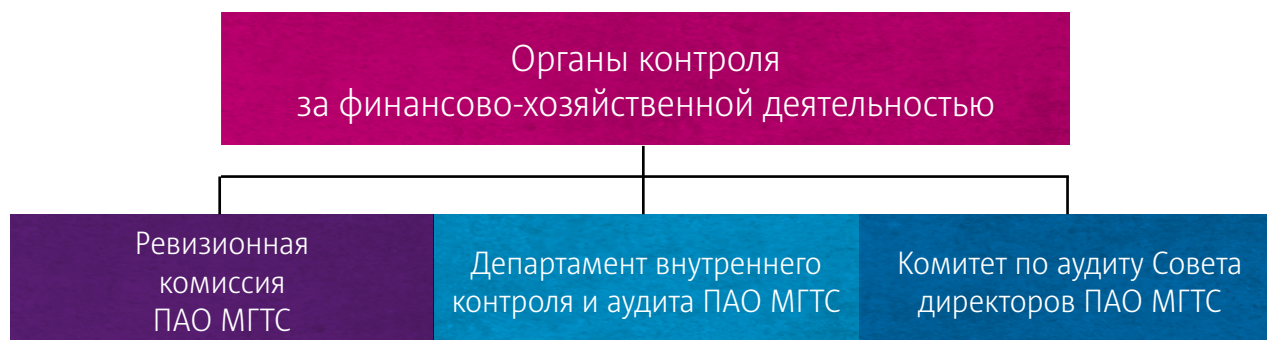 Органы контроля
за финансово-хозяйственной деятельностью
Ревизионная
комиссия
ПАО МГТС
Департамент внутреннего
контроля и аудита ПАО МГТС
Комитет по аудиту Совета
директоров ПАО МГТС